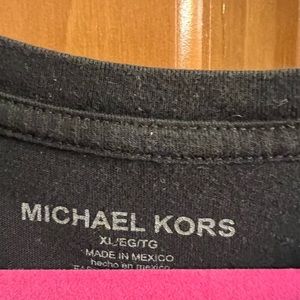 MICHAEL KORS
XL/EG/TG
MADE IN MEXICO
hecho en mexico